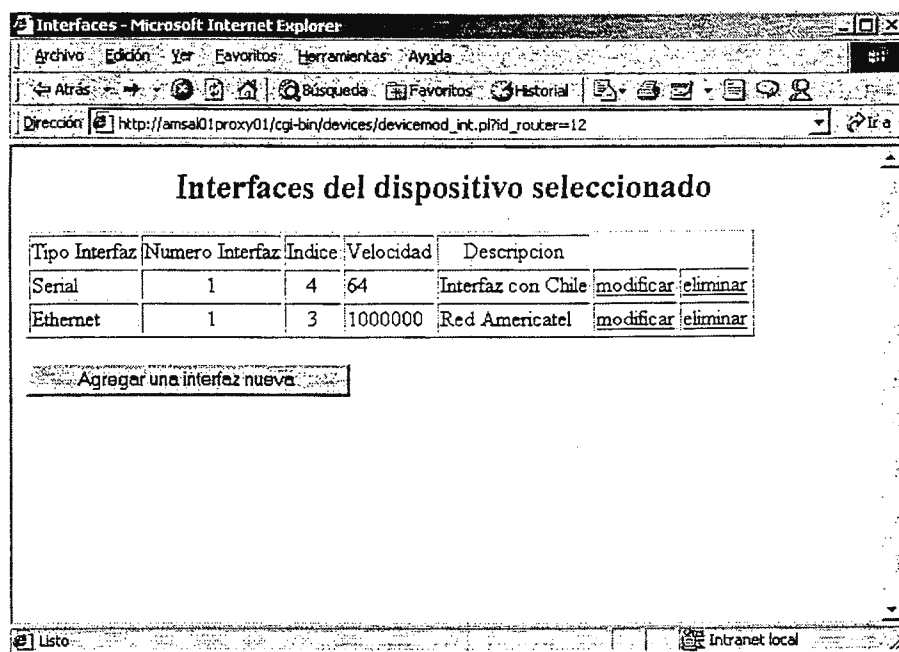 Interfaces - Microsoft Internet Explorer
Archivo Edición Ver Favoritos Herramientas Ayuda
Atrás Búsqueda Favoritos Historial
Dirección http://amsal01proxy01/cgi-bin/devices/devicemod_int.pl?id_router=12 Ir a
Interfaces del dispositivo seleccionado
Tipo Interfaz Numero Interfaz Indice Velocidad Descripcion
Serial 1 4 64 Interfaz con Chile modificar eliminar
Ethernet 1 3 1000000 Red Americatel modificar eliminar
Agregar una interfaz nueva
Listo Intranet local